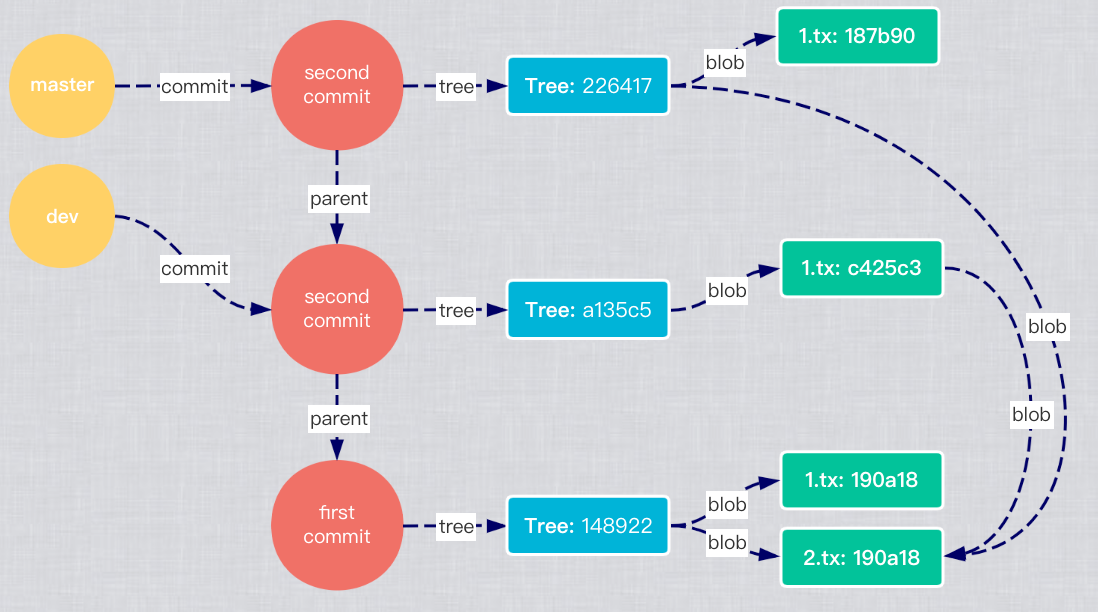 master
commit
second
commit
tree
Tree: 226417
blob
1.tx: 187b90
parent
dev
commit
second
commit
tree
Tree: a135c5
blob
1.tx: c425c3
blob
blob
parent
first
commit
tree
Tree: 148922
blob
1.tx: 190a18
blob
2.tx: 190a18